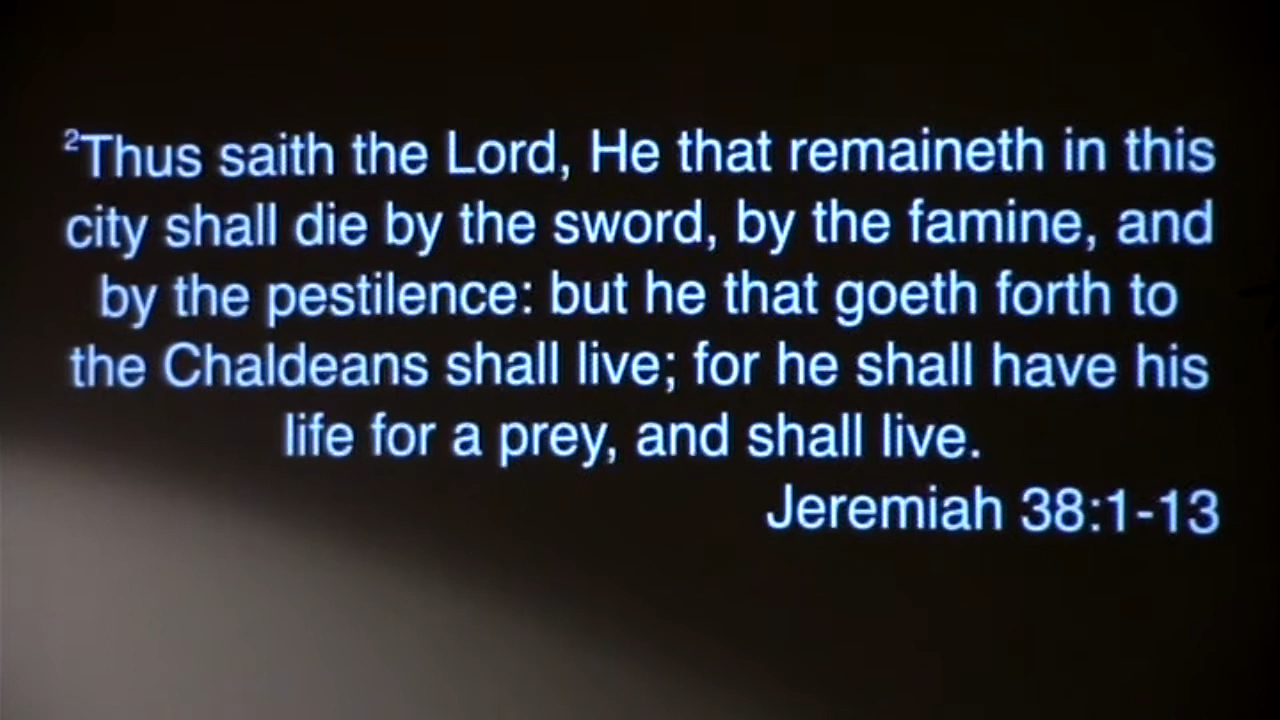 ²Thus saith the Lord, He that remaineth in this
city shall die by the sword, by the famine, and
by the pestilence: but he that goeth forth to
the Chaldeans shall live; for he shall have his
life for a prey, and shall live.
Jeremiah 38:1-13